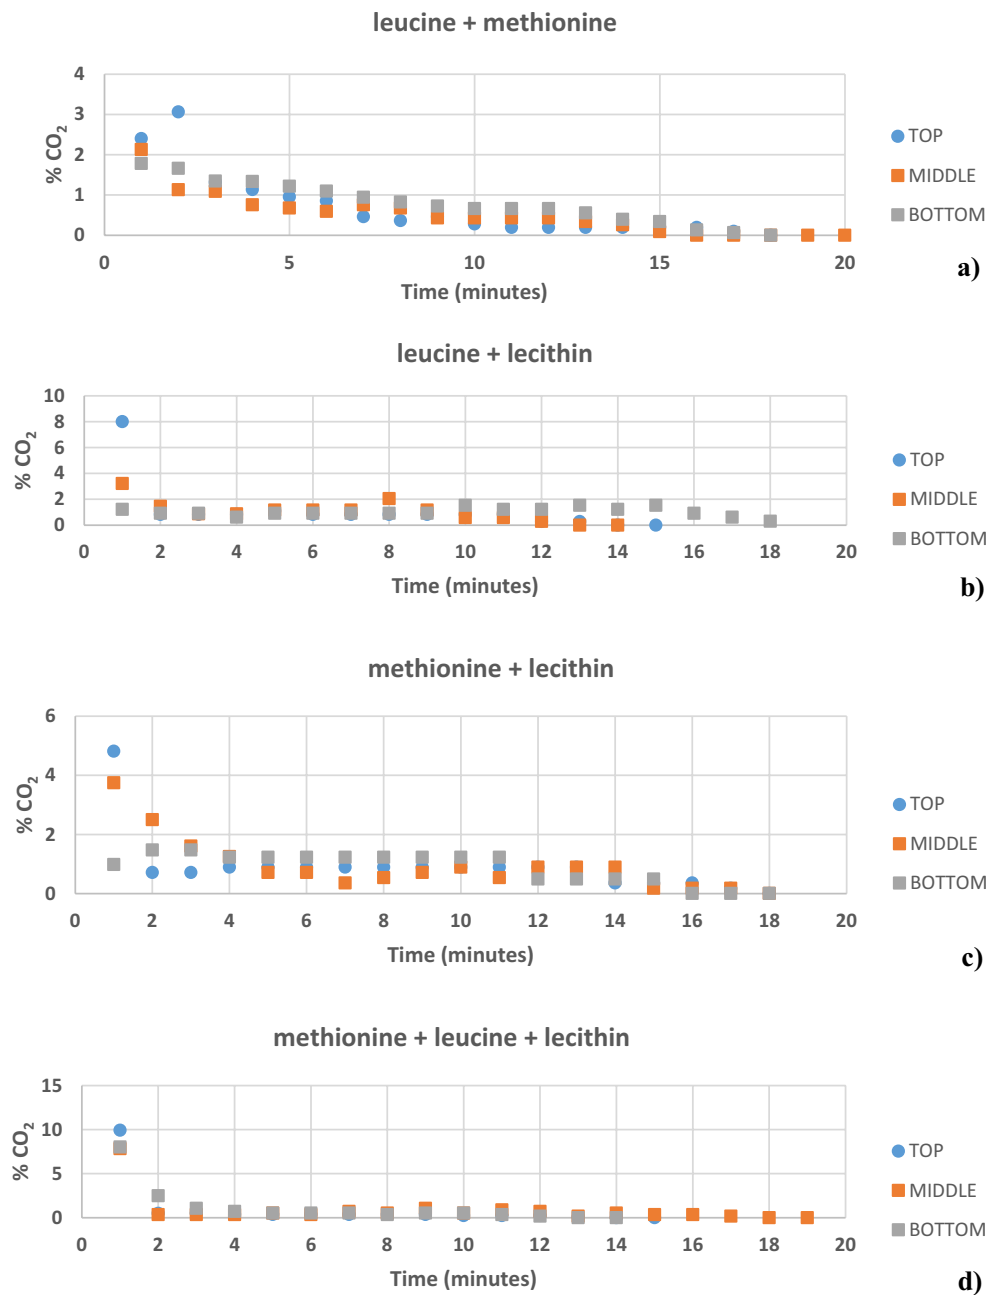 leucine + methionine
% CO2
4
3
2
1
0
0 5 10 15 20
Time (minutes)
TOP
MIDDLE
BOTTOM
a)
leucine + lecithin
% CO2
10
8
6
4
2
0
0 2 4 6 8 10 12 14 16 18 20
Time (minutes)
TOP
MIDDLE
BOTTOM
b)
methionine + lecithin
% CO2
6
4
2
0
0 2 4 6 8 10 12 14 16 18 20
Time (minutes)
TOP
MIDDLE
BOTTOM
c)
methionine + leucine + lecithin
% CO2
15
10
5
0
0 2 4 6 8 10 12 14 16 18 20
Time (minutes)
TOP
MIDDLE
BOTTOM
d)